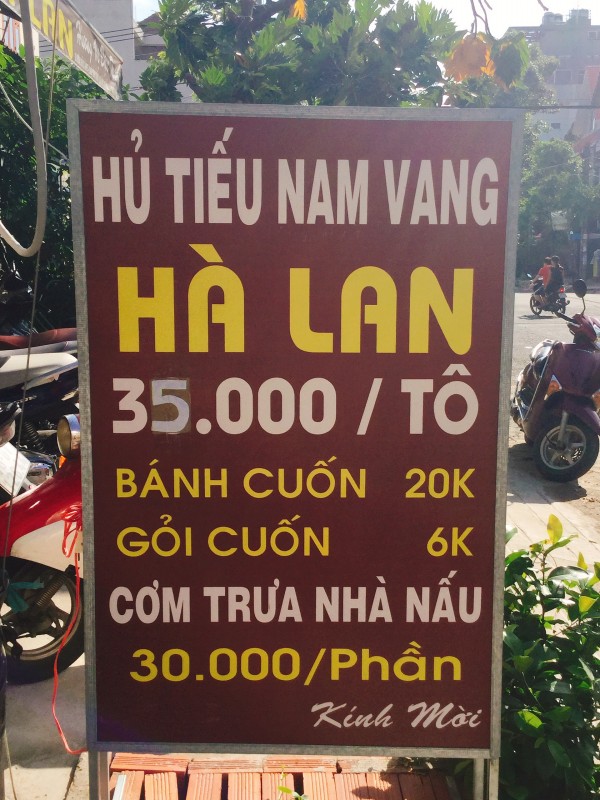 LAN
HỦ TIẾU NAM VANG
HÀ LAN
35.000 / TÔ
BÁNH CUỐN 20K
GỎI CUỐN 6K
CƠM TRƯA NHÀ NẤU
30.000/Phần
Kính Mời